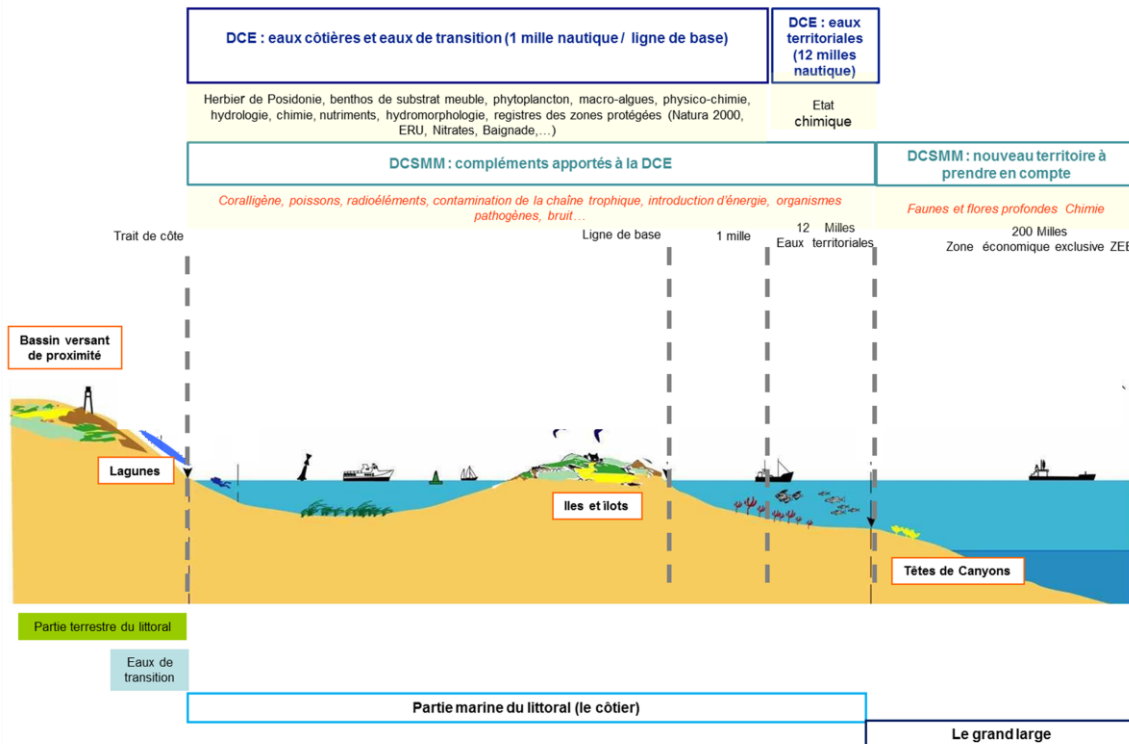 DCE : eaux côtières et eaux de transition (1 mille nautique / ligne de base)
DCE : eaux
territoriales
(12 milles
nautique)
Herbier de Posidonie, benthos de substrat meuble, phytoplancton, macro-algues, physico-chimie,
hydrologie, chimie, nutriments, hydromorphologie, registres des zones protégées (Natura 2000,
ERU, Nitrates, Baignade,…)
Etat
chimique
DCSMM : compléments apportés à la DCE
DCSMM : nouveau territoire à
prendre en compte
Coralligène, poissons, radioéléments, contamination de la chaîne trophique, introduction d'énergie, organismes
pathogènes, bruit…
Faunes et flores profondes Chimie
Trait de côte
Ligne de base
1 mille
12 Milles
Eaux territoriales
200 Milles
Zone économique exclusive ZEE
Bassin versant
de proximité
Lagunes
Iles et îlots
Têtes de Canyons
Partie terrestre du littoral
Eaux de
transition
Partie marine du littoral (le côtier)
Le grand large